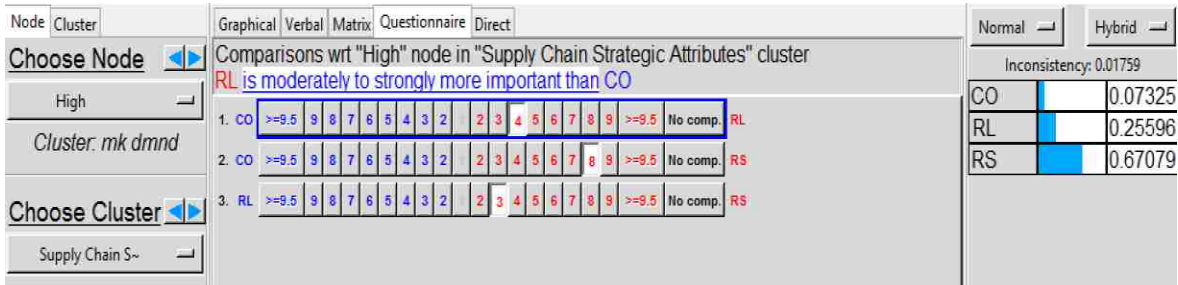 Node Cluster
Choose Node
High
Cluster: mk dmnd
Choose Cluster
Supply Chain S~
Graphical Verbal Matrix Questionnaire Direct
Comparisons wrt "High" node in "Supply Chain Strategic Attributes" cluster
RL is moderately to strongly more important than CO
1. CO >=9.5 9 8 7 6 5 4 3 2 1 2 3 4 5 6 7 8 9 >=9.5 No comp. RL
2. CO >=9.5 9 8 7 6 5 4 3 2 1 2 3 4 5 6 7 8 9 >=9.5 No comp. RS
3. RL >=9.5 9 8 7 6 5 4 3 2 1 2 3 4 5 6 7 8 9 >=9.5 No comp. RS
Normal Hybrid
Inconsistency: 0.01759
CO 0.07325
RL 0.25596
RS 0.67079